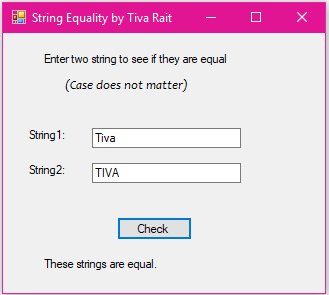 String Equality by Tiva Rait
Enter two string to see if they are equal
(Case does not matter)
String1: Tiva
String2: TIVA
Check
These strings are equal.